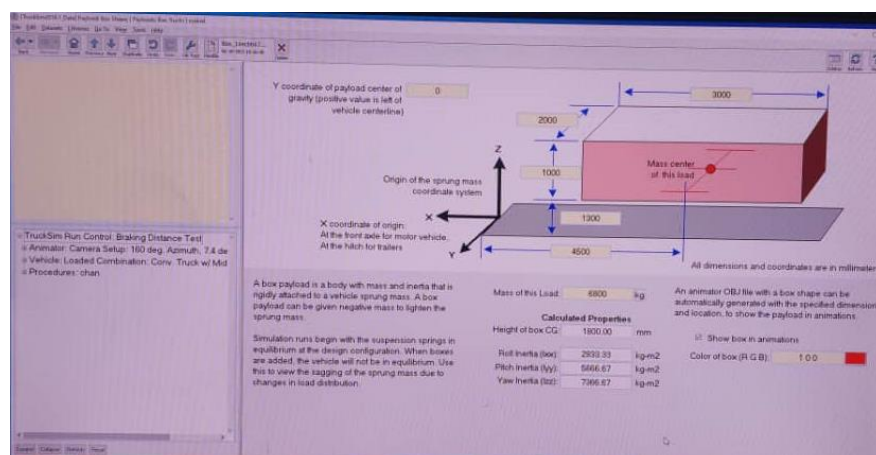 File Edit Datasets Libraries Go To View Tools Help
Y coordinate of payload center of
gravity (positive value is left of
vehicle centerline)
0
3000
2000
Z
Mass center
of this load
1000
Origin of the sprung mass
coordinate system
X
X coordinate of origin:
At the front axle for motor vehicle.
At the hitch for trailers
1300
Y
4500
All dimensions and coordinates are in millimeter
TruckSim Run Control: Braking Distance Test
Animator: Camera Setup: 160 deg. Azimuth, 7.4 de
Vehicle: Loaded Combination: Conv. Truck w/ Mid
Procedures: chan
A box payload is a body with mass and inertia that is
rigidly attached to a vehicle sprung mass. A box
payload can be given negative mass to lighten the
sprung mass.
Simulation runs begin with the suspension springs in
equilibrium at the design configuration. When boxes
are added, the vehicle will not be in equilibrium. Use
this to view the sagging of the sprung mass due to
changes in load distribution.
Mass of this Load: 6800 kg
Calculated Properties
Height of box CG: 1800.00 mm
Roll Inertia (Ixx): 2833.33 kg-m2
Pitch Inertia (Iyy): 5666.67 kg-m2
Yaw Inertia (Izz): 7366.67 kg-m2
An animator OBJ file with a box shape can be
automatically generated with the specified dimension
and location, to show the payload in animations.
Show box in animations
Color of box (R G B): 1 0 0